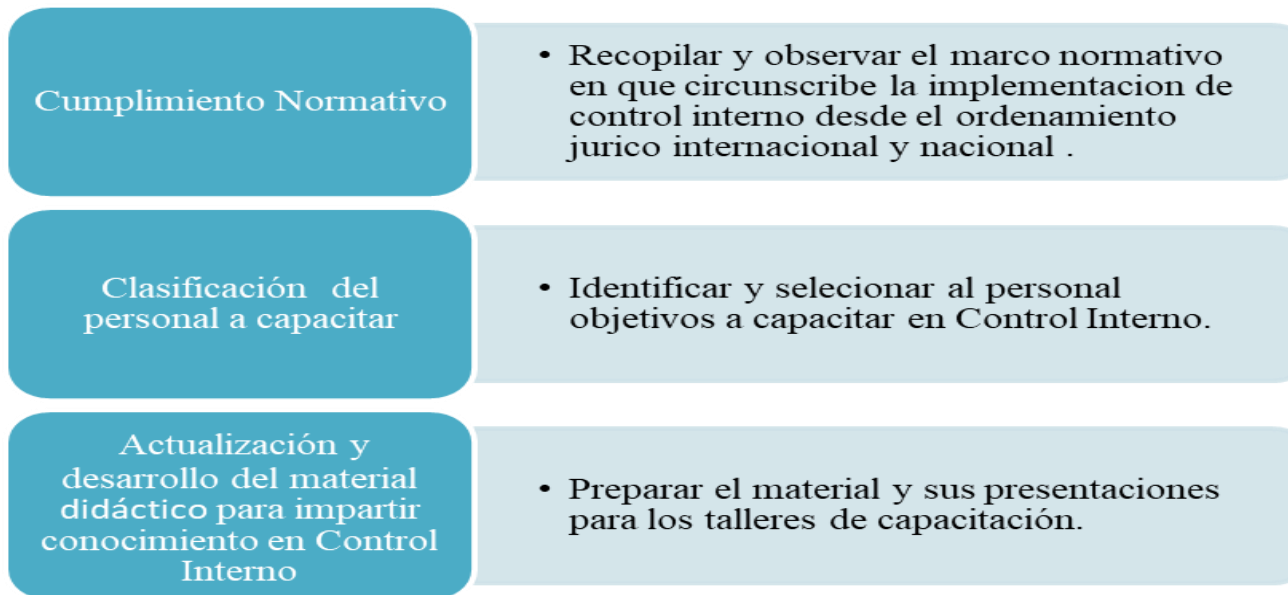 Cumplimiento Normativo
• Recopilar y observar el marco normativo
en que circunscribe la implementacion de
control interno desde el ordenamiento
jurico internacional y nacional .
Clasificación del
personal a capacitar
• Identificar y selecionar al personal
objetivos a capacitar en Control Interno.
Actualización y
desarrollo del material
didáctico para impartir
conocimiento en Control
Interno
• Preparar el material y sus presentaciones
para los talleres de capacitación.